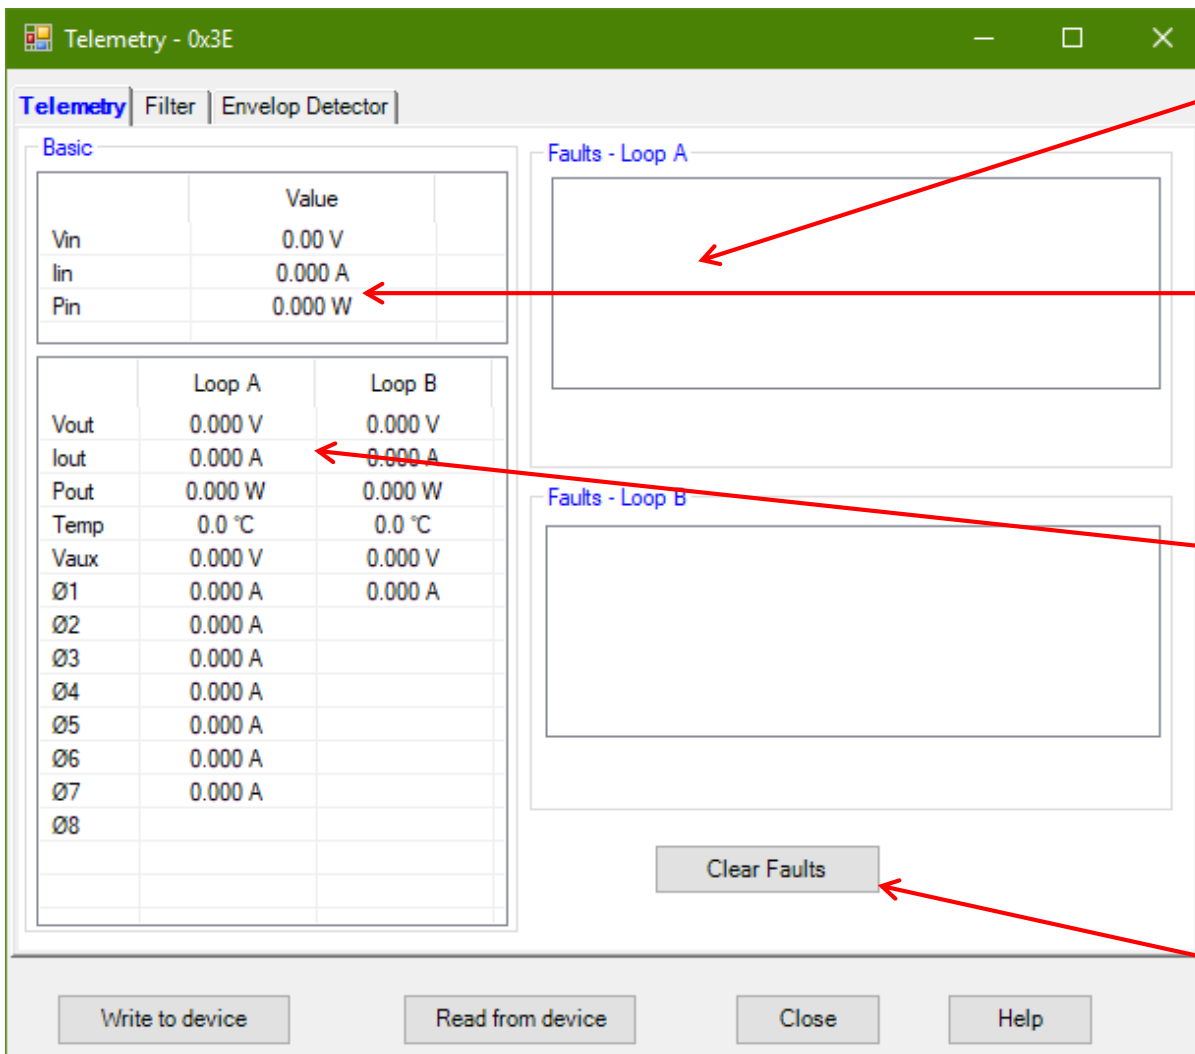 Telemetry - 0x3E
Telemetry Filter Envelop Detector
Basic
Value
Vin 0.00 V
Iin 0.000 A
Pin 0.000 W
Loop A Loop B
Vout 0.000 V 0.000 V
Iout 0.000 A 0.000 A
Pout 0.000 W 0.000 W
Temp 0.0 °C 0.0 °C
Vaux 0.000 V 0.000 V
Ø1 0.000 A 0.000 A
Ø2 0.000 A
Ø3 0.000 A
Ø4 0.000 A
Ø5 0.000 A
Ø6 0.000 A
Ø7 0.000 A
Ø8
Faults - Loop A
Faults - Loop B
Clear Faults
Write to device Read from device Close Help